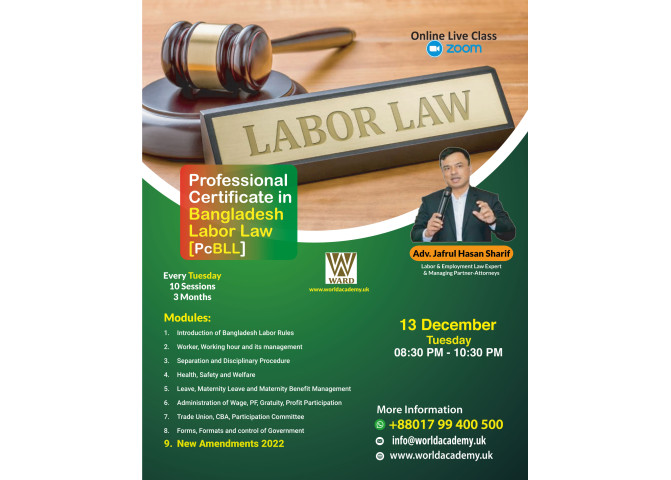 Online Live Class
zoom
LABOR LAW
Professional
Certificate in
Bangladesh
Labor Law
[PcBLL]
Adv. Jafrul Hasan Sharif
Labor & Employment Law Expert
& Managing Partner-Attorneys
Every Tuesday
10 Sessions
3 Months
WARD
www.worldacademy.uk
Modules:
1. Introduction of Bangladesh Labor Rules
2. Worker, Working hour and its management
3. Separation and Disciplinary Procedure
4. Health, Safety and Welfare
5. Leave, Maternity Leave and Maternity Benefit Management
6. Administration of Wage, PF, Gratuity, Profit Participation
7. Trade Union, CBA, Participation Committee
8. Forms, Formats and control of Government
9. New Amendments 2022
13 December
Tuesday
08:30 PM - 10:30 PM
More Information
+88017 99 400 500
info@worldacademy.uk
www.worldacademy.uk